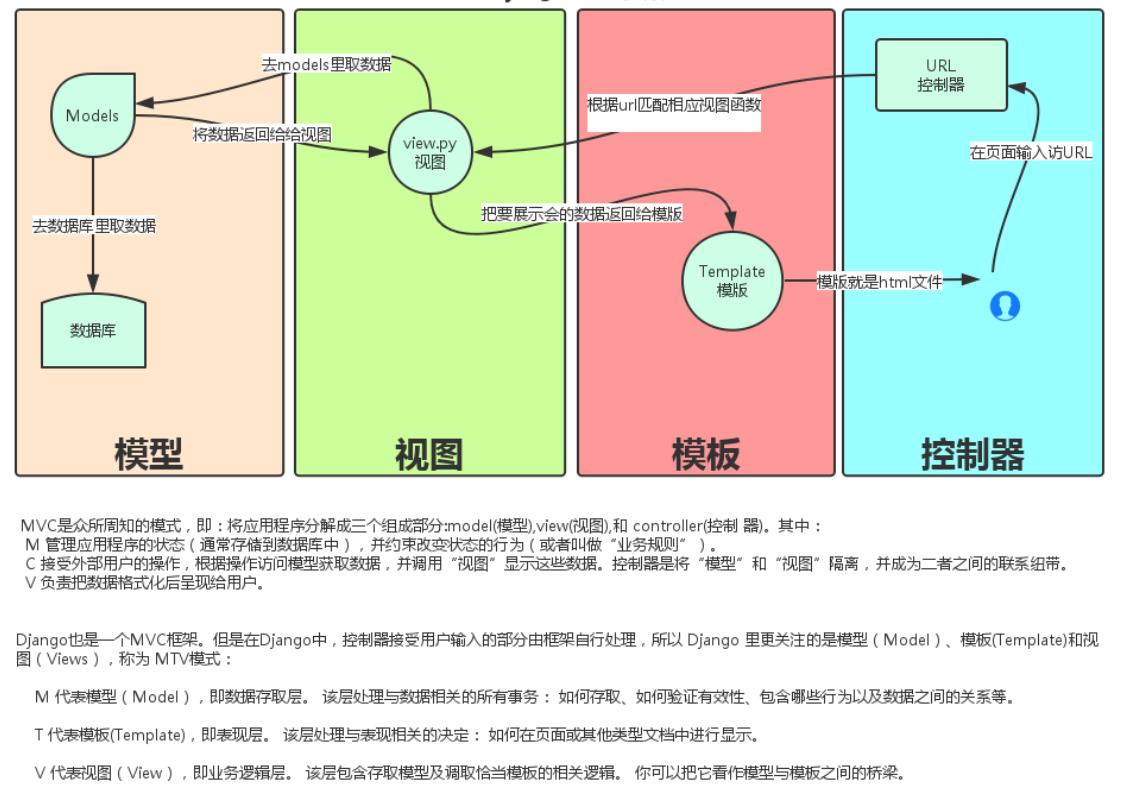 去models里取数据
URL
控制器
Models
根据url匹配相应视图函数
将数据返回给给视图
view.py
视图
在页面输入访URL
把要展示会的数据返回给模版
去数据库里取数据
Template
模版
模版就是html文件
数据库
模型
视图
模板
控制器
MVC是众所周知的模式，即：将应用程序分解成三个组成部分:model(模型),view(视图),和 controller(控制 器)。其中：
M 管理应用程序的状态（通常存储到数据库中），并约束改变状态的行为（或者叫做“业务规则”）。
C 接受外部用户的操作，根据操作访问模型获取数据，并调用“视图”显示这些数据。控制器是将“模型”和“视图”隔离，并成为二者之间的联系纽带。
V 负责把数据格式化后呈现给用户。
Django也是一个MVC框架。但是在Django中，控制器接受用户输入的部分由框架自行处理，所以 Django 里更关注的是模型（Model）、模板(Template)和视
图（Views），称为 MTV模式：
M 代表模型（Model），即数据存取层。 该层处理与数据相关的所有事务： 如何存取、如何验证有效性、包含哪些行为以及数据之间的关系等。
T 代表模板(Template)，即表现层。 该层处理与表现相关的决定： 如何在页面或其他类型文档中进行显示。
V 代表视图（View），即业务逻辑层。 该层包含存取模型及调取恰当模板的相关逻辑。 你可以把它看作模型与模板之间的桥梁。